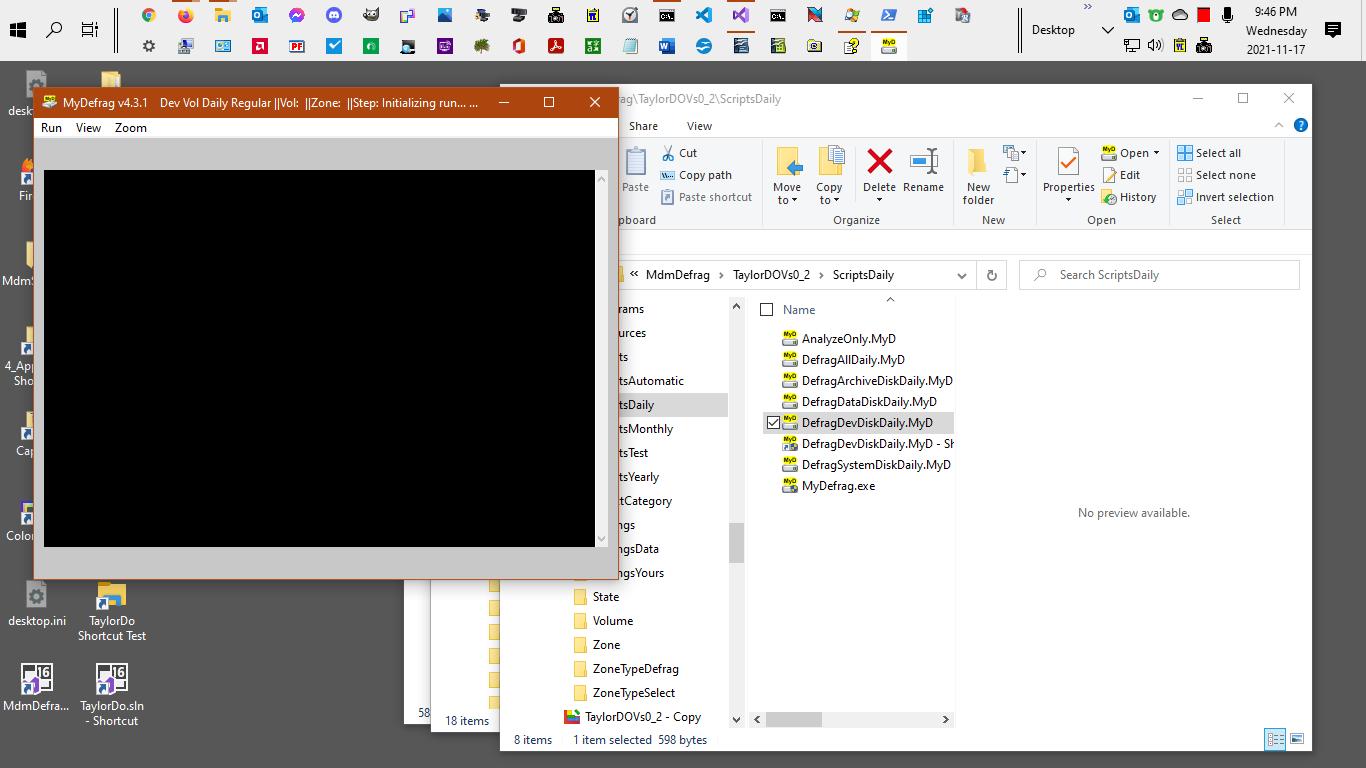 Desktop
»
9:46 PM
Wednesday
2021-11-17
MyDefrag v4.3.1 Dev Vol Daily Regular ||Vol: ||Zone: ||Step: Initializing run... ...
Run View Zoom
rag\TaylorDOVs0_2\ScriptsDaily
Share View
Paste
Cut
Copy path
Paste shortcut
pboard
Move to
Copy to
Delete
Rename
Organize
New folder
New
Properties
Open
Edit
History
Open
Select all
Select none
Invert selection
Select
« MdmDefrag › TaylorDOVs0_2 › ScriptsDaily
Search ScriptsDaily
rams
urces
ts
tsAutomatic
tsDaily
tsMonthly
tsTest
tsYearly
tCategory
ngs
ngsData
ngsYours
State
Volume
Zone
ZoneTypeDefrag
ZoneTypeSelect
TaylorDOVs0_2 - Copy
Name
AnalyzeOnly.MyD
DefragAllDaily.MyD
DefragArchiveDiskDaily.MyD
DefragDataDiskDaily.MyD
DefragDevDiskDaily.MyD
DefragDevDiskDaily.MyD - Sh
DefragSystemDiskDaily.MyD
MyDefrag.exe
No preview available.
8 items 1 item selected 598 bytes
18 items
58
deskt
Fir
MdmS
4_App
Sho
Cap
Color
desktop.ini
TaylorDo
Shortcut Test
MdmDefra...
TaylorDo.sln
- Shortcut